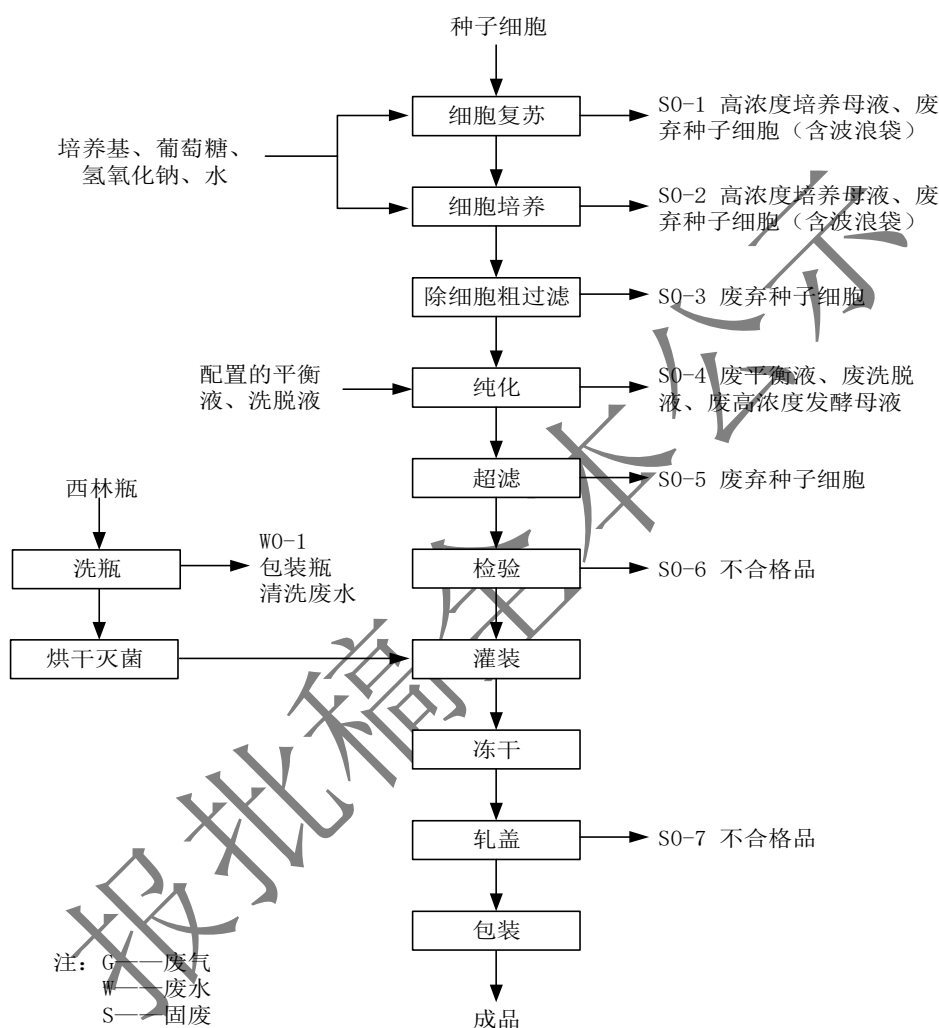 种子细胞
细胞复苏
S0-1 高浓度培养母液、废
弃种子细胞（含波浪袋）
培养基、葡萄糖、
氢氧化钠、水
细胞培养
S0-2 高浓度培养母液、废
弃种子细胞（含波浪袋）
除细胞粗过滤
S0-3 废弃种子细胞
配置的平衡
液、洗脱液
纯化
S0-4 废平衡液、废洗脱
液、废高浓度发酵母液
超滤
S0-5 废弃种子细胞
西林瓶
洗瓶
W0-1
包装瓶
清洗废水
检验
S0-6 不合格品
烘干灭菌
灌装
冻干
轧盖
S0-7 不合格品
包装
成品
注：G——废气
W——废水
S——固废
报批稿全本公示